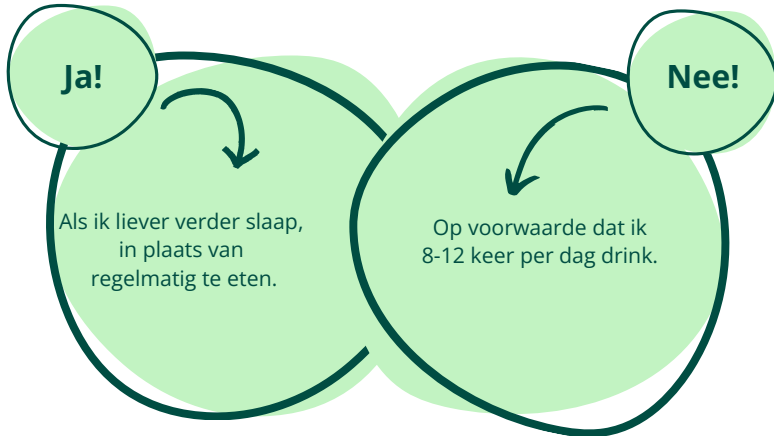 Ja!
Als ik liever verder slaap,
in plaats van
regelmatig te eten.
Nee!
Op voorwaarde dat ik
8-12 keer per dag drink.